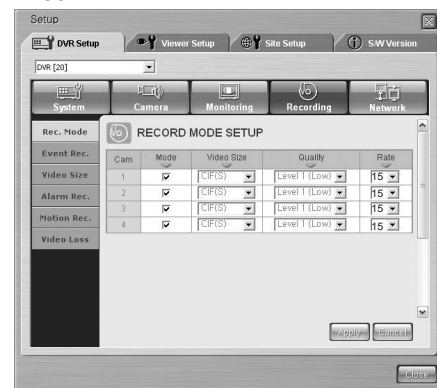 Setup
DVR Setup Viewer Setup Site Setup S/W Version
DVR [20]
System Camera Monitoring Recording Network
Rec. Mode
Event Rec.
Video Size
Alarm Rec.
Motion Rec.
Video Loss
RECORD MODE SETUP
Cam Mode Video Size Quality Rate
1 CIF(S) Level 1 (Low) 15
2 CIF(S) Level 1 (Low) 15
3 CIF(S) Level 1 (Low) 15
4 CIF(S) Level 1 (Low) 15
Apply Cancel
Close